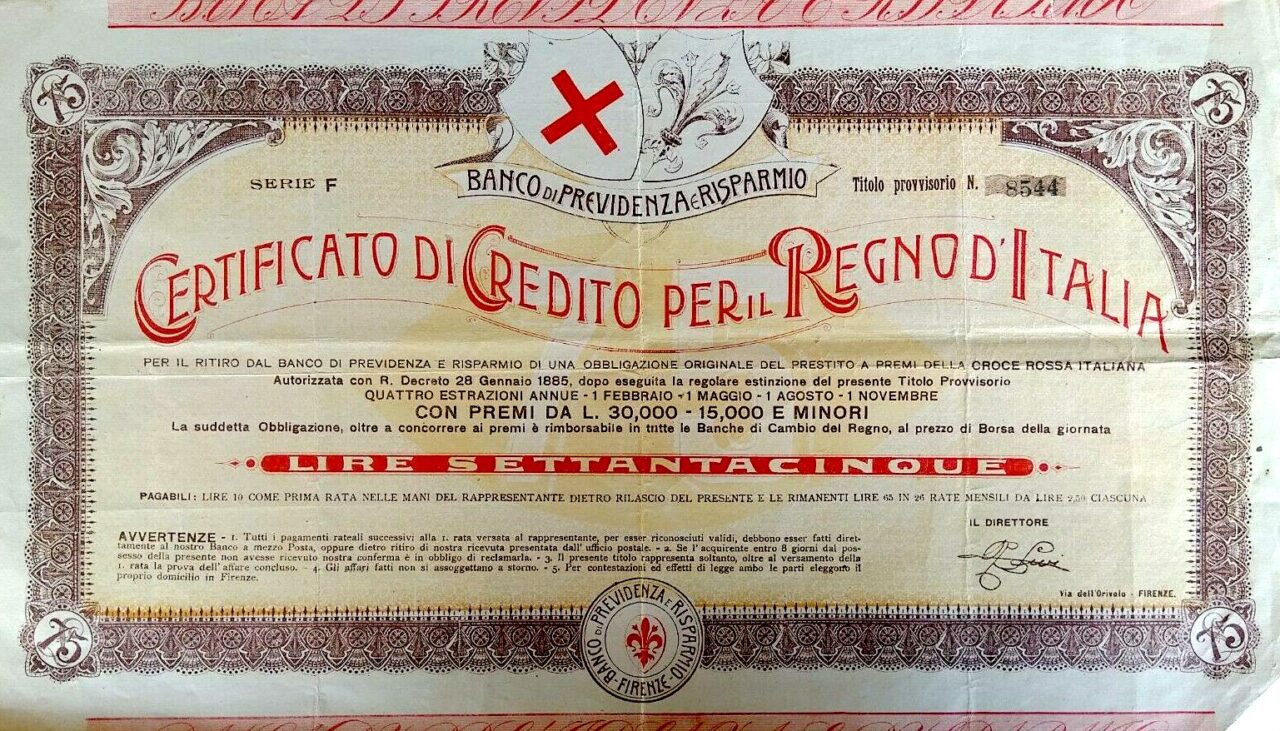 75
75
BANCO DI PREVIDENZA E RISPARMIO
SERIE F
Titolo provvisorio N. 8544
CERTIFICATO DI CREDITO PER IL REGNO D'ITALIA
PER IL RITIRO DAL BANCO DI PREVIDENZA E RISPARMIO DI UNA OBBLIGAZIONE ORIGINALE DEL PRESTITO A PREMI DELLA CROCE ROSSA ITALIANA
Autorizzata con R. Decreto 28 Gennaio 1885, dopo eseguita la regolare estinzione del presente Titolo Provvisorio
QUATTRO ESTRAZIONI ANNUE - 1 FEBBRAIO - 1 MAGGIO - 1 AGOSTO - 1 NOVEMBRE
CON PREMI DA L. 30,000 - 15,000 E MINORI
La suddetta Obbligazione, oltre a concorrere ai premi è rimborsabile in tutte le Banche di Cambio del Regno, al prezzo di Borsa della giornata
LIRE SETTANTACINQUE
PAGABILI: LIRE 10 COME PRIMA RATA NELLE MANI DEL RAPPRESENTANTE DIETRO RILASCIO DEL PRESENTE E LE RIMANENTI LIRE 65 IN 26 RATE MENSILI DA LIRE 2,50 CIASCUNA
AVVERTENZE - 1. Tutti i pagamenti rateali successivi alla 1. rata versata al rappresentante, per esser riconosciuti validi, debbono esser fatti diret-
tamente al nostro Banco a mezzo Posta, oppure dietro ritiro di nostra ricevuta presentata dall' ufficio postale. - 2. Se l'acquirente entro 8 giorni dal pos-
sesso della presente non avesse ricevuto nostra conferma è in obbligo di reclamarla. - 3. Il presente titolo rappresenta soltanto, oltre al versamento della
1. rata la prova dell' affare concluso. - 4. Gli affari fatti non si assoggettano a storno. - 5. Per contestazioni ed effetti di legge ambo le parti eleggono il
proprio domicilio in Firenze.
IL DIRETTORE
Via dell'Orivolo - FIRENZE.
75
BANCO DI PREVIDENZA E RISPARMIO
- FIRENZE -
75